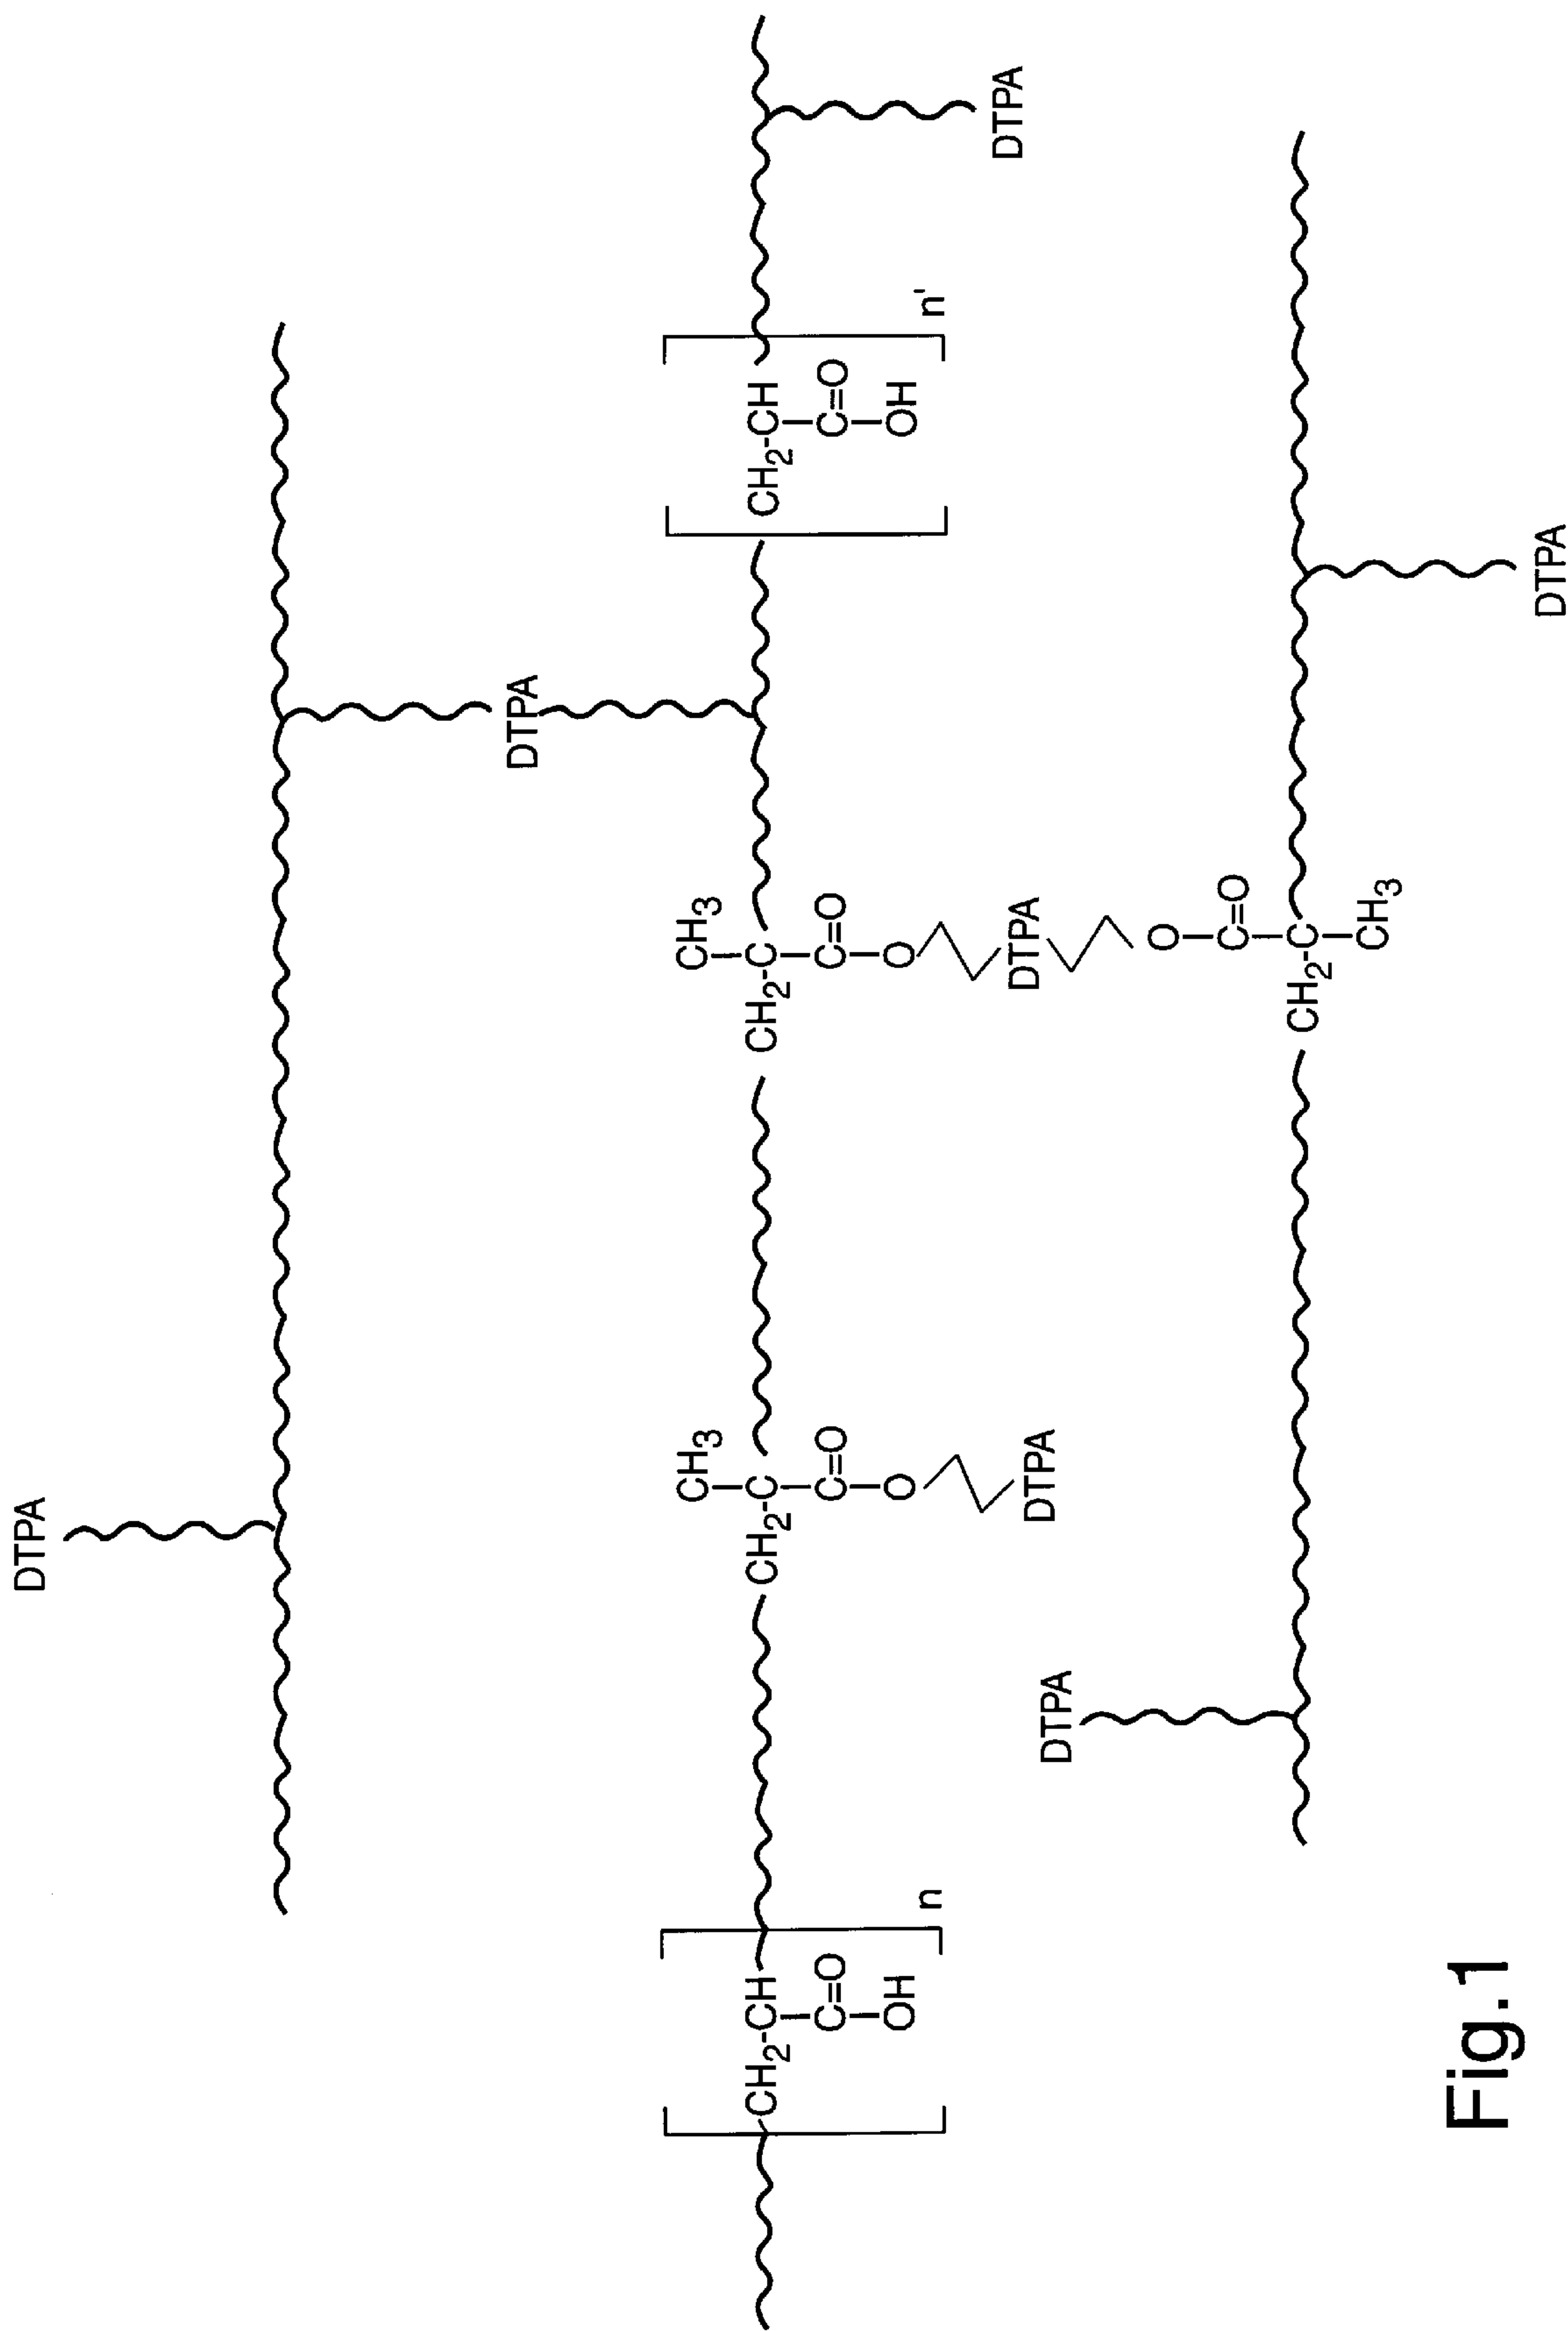 DTPA
DTPA
CH3 CH3
CH2-CH CH2-C CH2-C CH2-CH
C=O C=O C=O C=O
OH O O OH
n n'
DTPA DTPA DTPA DTPA
O
C=O
CH2-C
CH3
DTPA
Fig.1